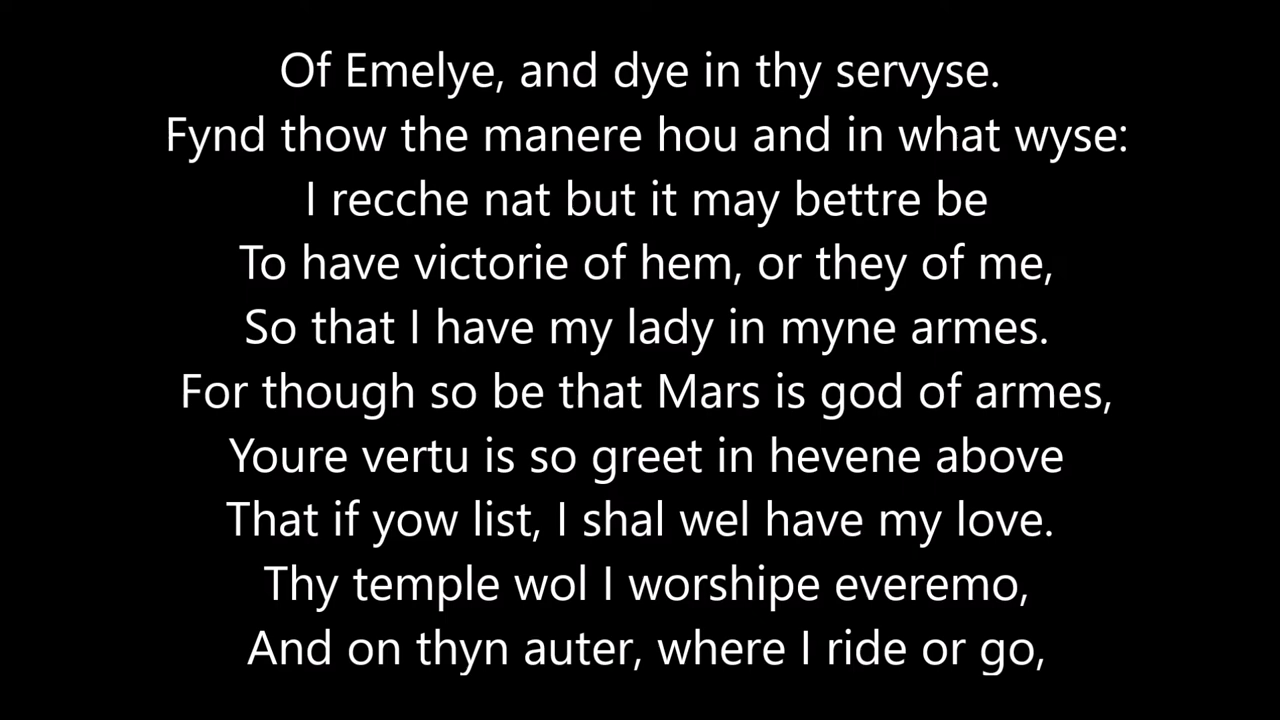 Of Emelye, and dye in thy servyse.
Fynd thow the manere hou and in what wyse:
I recche nat but it may bettre be
To have victorie of hem, or they of me,
So that I have my lady in myne armes.
For though so be that Mars is god of armes,
Youre vertu is so greet in hevene above
That if yow list, I shal wel have my love.
Thy temple wol I worshipe everemo,
And on thyn auter, where I ride or go,